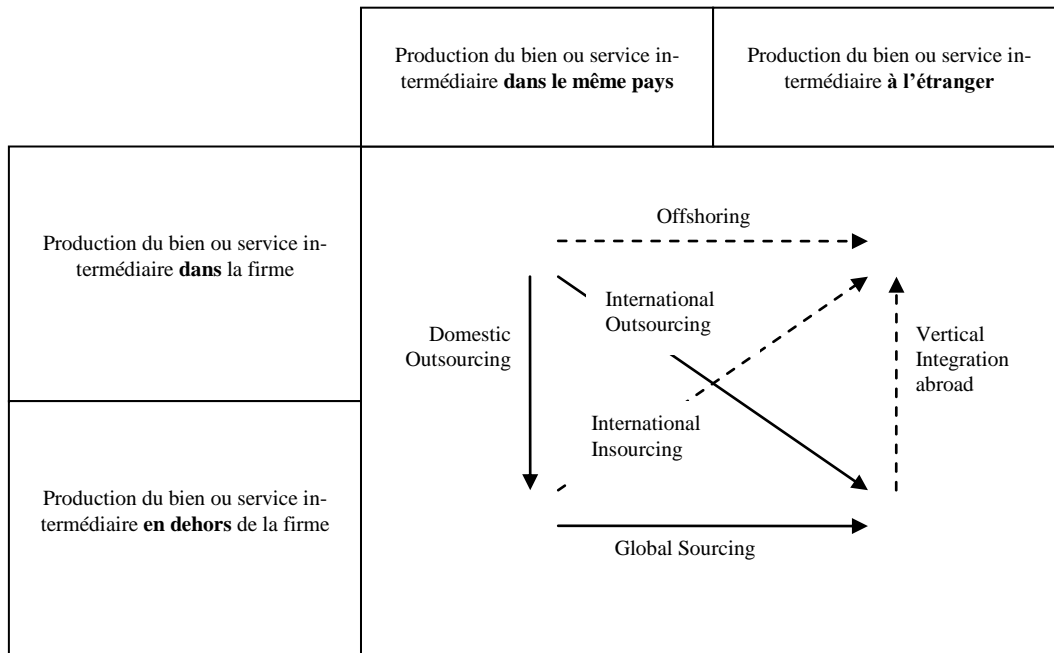 Production du bien ou service in-
termédiaire dans le même pays
Production du bien ou service in-
termédiaire à l’étranger
Production du bien ou service in-
termédiaire dans la firme
Offshoring
International
Outsourcing
Domestic
Outsourcing
Vertical
Integration
abroad
International
Insourcing
Production du bien ou service in-
termédiaire en dehors de la firme
Global Sourcing